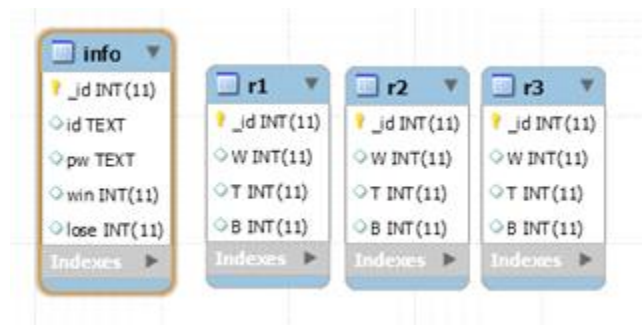 info
_id INT(11)
id TEXT
pw TEXT
win INT(11)
lose INT(11)
Indexes
r1
_id INT(11)
W INT(11)
T INT(11)
B INT(11)
Indexes
r2
_id INT(11)
W INT(11)
T INT(11)
B INT(11)
Indexes
r3
_id INT(11)
W INT(11)
T INT(11)
B INT(11)
Indexes